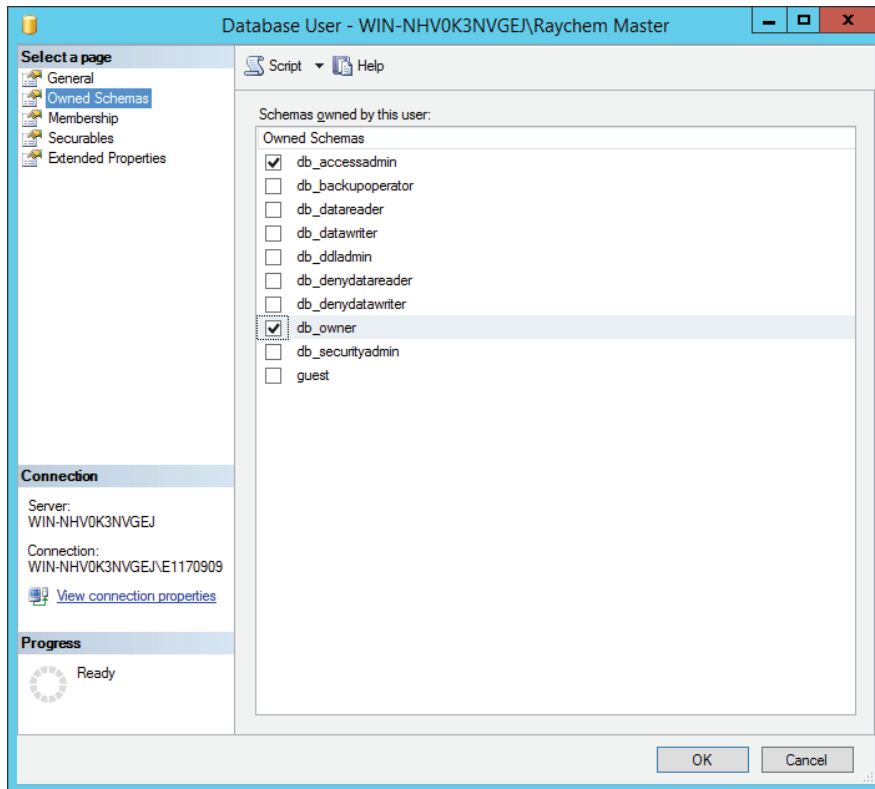 Database User - WIN-NHV0K3NVGEJ\Raychem Master
Select a page
General
Owned Schemas
Membership
Securables
Extended Properties
Script
Help
Schemas owned by this user:
Owned Schemas
db_accessadmin
db_backupoperator
db_datareader
db_datawriter
db_ddladmin
db_denydatareader
db_denydatawriter
db_owner
db_securityadmin
guest
Connection
Server:
WIN-NHV0K3NVGEJ
Connection:
WIN-NHV0K3NVGEJ\E1170909
View connection properties
Progress
Ready
OK
Cancel